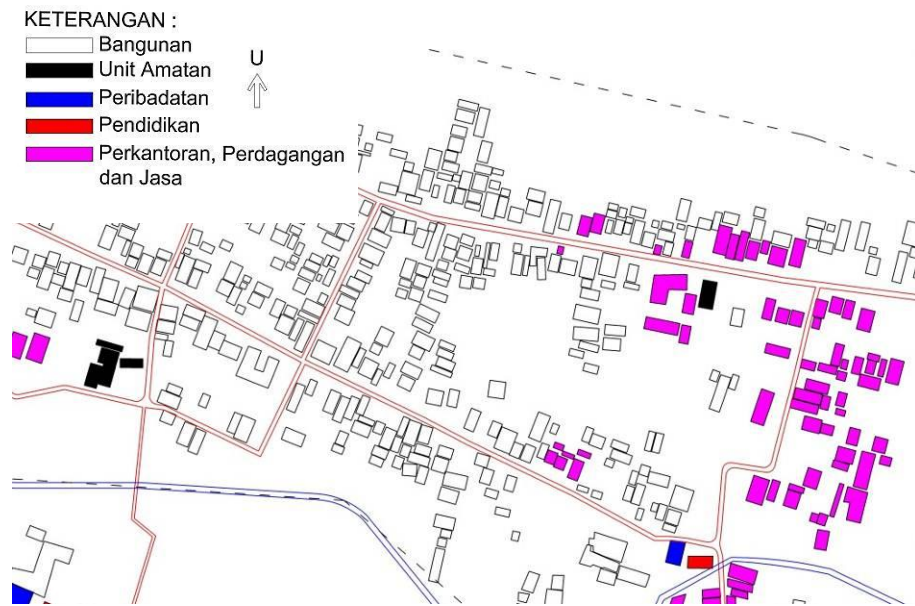 KETERANGAN :
Bangunan
Unit Amatan
Peribadatan
Pendidikan
Perkantoran, Perdagangan
dan Jasa
U